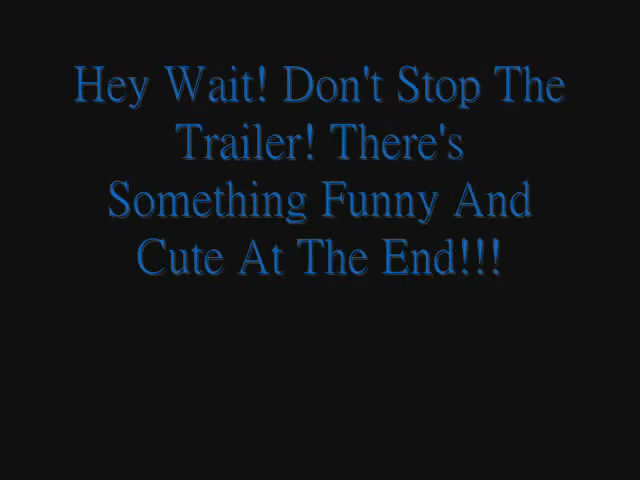 Hey Wait! Don't Stop The
Trailer! There's
Something Funny And
Cute At The End!!!